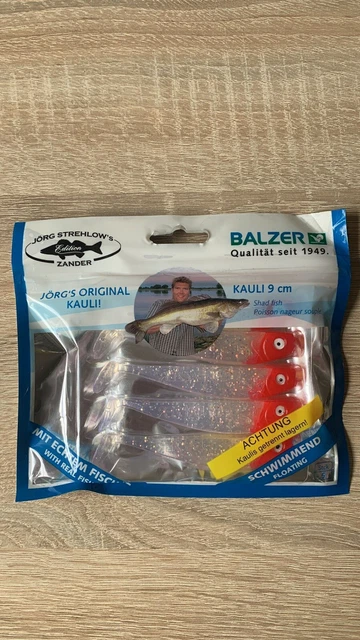 JÖRG STREHLOW'S
Edition
ZANDER
BALZER
Qualität seit 1949.
JÖRG'S ORIGINAL
KAULI!
KAULI 9 cm
Shad fish
Poisson nageur souple
ACHTUNG
Kaulis getrennt lagern!
MIT ECHTEM FISCH
WITH REAL FISH
SCHWIMMEND
FLOATING